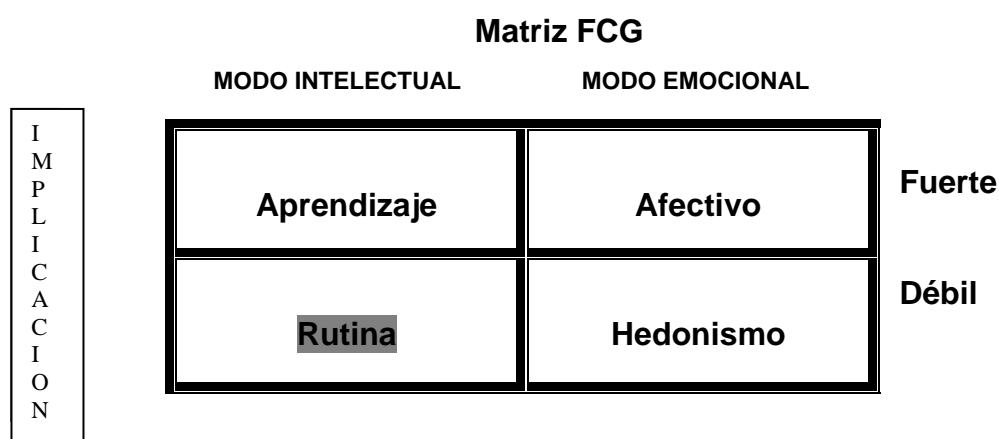 Matriz FCG
MODO INTELECTUAL MODO EMOCIONAL
I
M
P
L
I
C
A
C
I
O
N
Aprendizaje Afectivo Fuerte
Rutina Hedonismo Débil